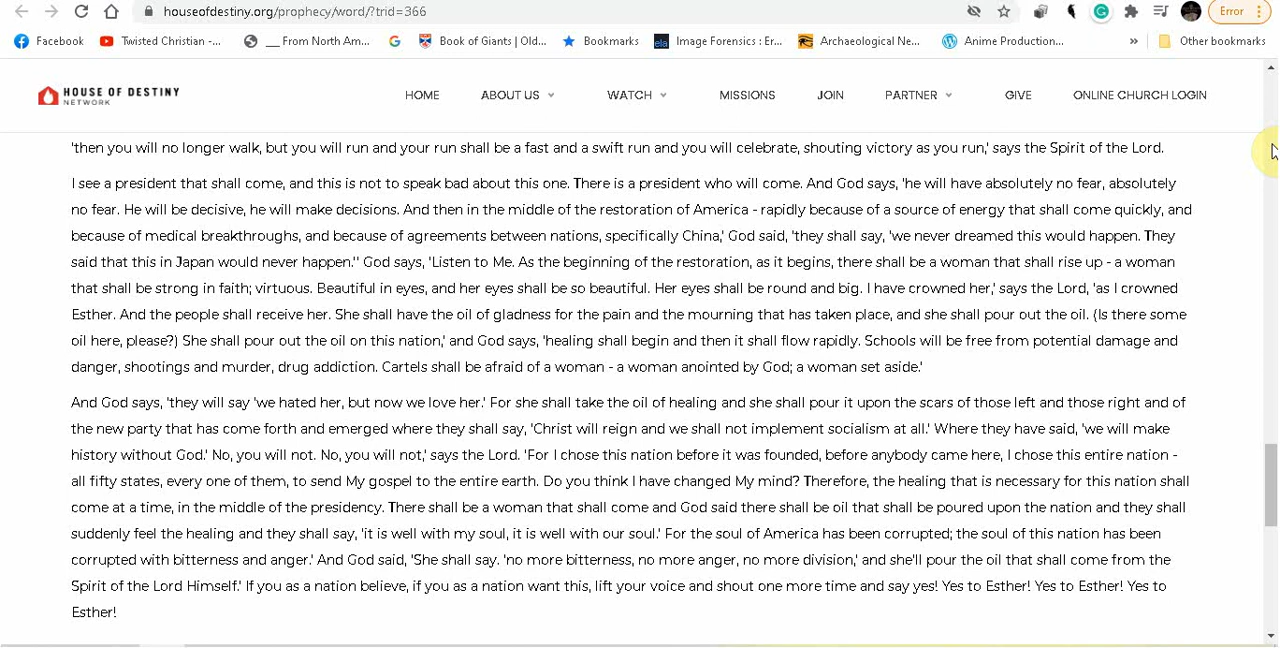 houseofdestiny.org/prophecy/word/?trid=366
Error
Facebook
Twisted Christian -...
__ From North Am...
Book of Giants | Old...
Bookmarks
ela
Image Forensics : Er...
Archaeological Ne...
Anime Production...
»
Other bookmarks
HOUSE OF DESTINY
NETWORK
HOME
ABOUT US
WATCH
MISSIONS
JOIN
PARTNER
GIVE
ONLINE CHURCH LOGIN
'then you will no longer walk, but you will run and your run shall be a fast and a swift run and you will celebrate, shouting victory as you run,' says the Spirit of the Lord.
I see a president that shall come, and this is not to speak bad about this one. There is a president who will come. And God says, 'he will have absolutely no fear, absolutely
no fear. He will be decisive, he will make decisions. And then in the middle of the restoration of America - rapidly because of a source of energy that shall come quickly, and
because of medical breakthroughs, and because of agreements between nations, specifically China,' God said, 'they shall say, 'we never dreamed this would happen. They
said that this in Japan would never happen.'' God says, 'Listen to Me. As the beginning of the restoration, as it begins, there shall be a woman that shall rise up - a woman
that shall be strong in faith; virtuous. Beautiful in eyes, and her eyes shall be so beautiful. Her eyes shall be round and big. I have crowned her,' says the Lord, 'as I crowned
Esther. And the people shall receive her. She shall have the oil of gladness for the pain and the mourning that has taken place, and she shall pour out the oil. (Is there some
oil here, please?) She shall pour out the oil on this nation,' and God says, 'healing shall begin and then it shall flow rapidly. Schools will be free from potential damage and
danger, shootings and murder, drug addiction. Cartels shall be afraid of a woman - a woman anointed by God; a woman set aside.'
And God says, 'they will say 'we hated her, but now we love her.' For she shall take the oil of healing and she shall pour it upon the scars of those left and those right and of
the new party that has come forth and emerged where they shall say, 'Christ will reign and we shall not implement socialism at all.' Where they have said, 'we will make
history without God.' No, you will not. No, you will not,' says the Lord. 'For I chose this nation before it was founded, before anybody came here, I chose this entire nation -
all fifty states, every one of them, to send My gospel to the entire earth. Do you think I have changed My mind? Therefore, the healing that is necessary for this nation shall
come at a time, in the middle of the presidency. There shall be a woman that shall come and God said there shall be oil that shall be poured upon the nation and they shall
suddenly feel the healing and they shall say, 'it is well with my soul, it is well with our soul.' For the soul of America has been corrupted; the soul of this nation has been
corrupted with bitterness and anger.' And God said, 'She shall say. 'no more bitterness, no more anger, no more division,' and she'll pour the oil that shall come from the
Spirit of the Lord Himself.' If you as a nation believe, if you as a nation want this, lift your voice and shout one more time and say yes! Yes to Esther! Yes to Esther! Yes to
Esther!